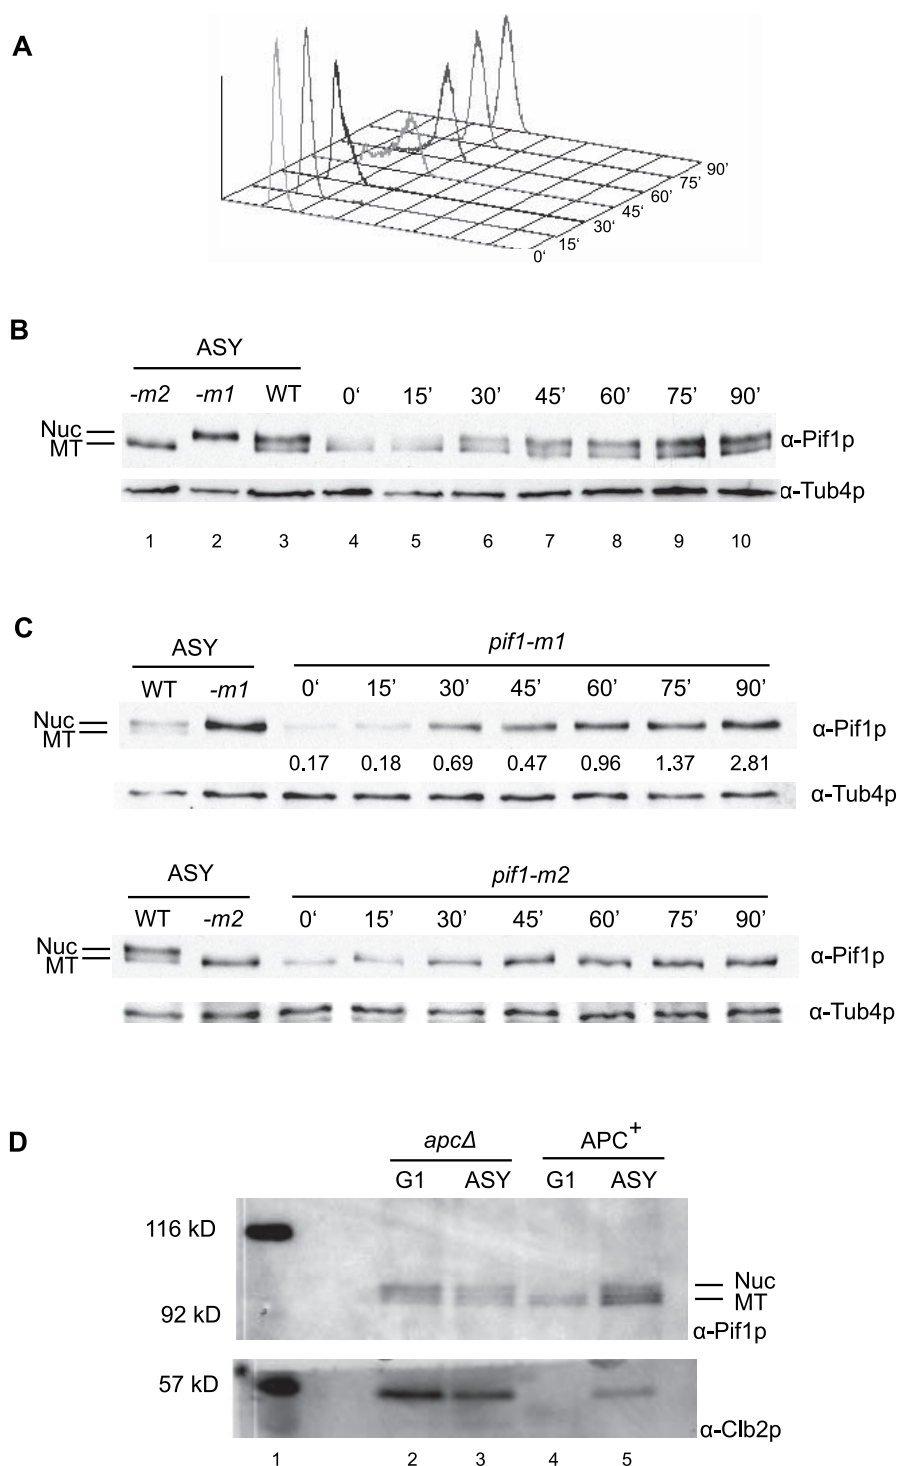 A
0‘ 15‘ 30‘ 45‘ 60‘ 75‘ 90‘
B
ASY
-m2 -m1 WT 0‘ 15’ 30’ 45’ 60’ 75’ 90’
Nuc
MT
α-Pif1p
α-Tub4p
1 2 3 4 5 6 7 8 9 10
C
ASY pif1-m1
WT -m1 0‘ 15’ 30’ 45’ 60’ 75’ 90’
Nuc
MT
α-Pif1p
0.17 0.18 0.69 0.47 0.96 1.37 2.81
α-Tub4p
ASY pif1-m2
WT -m2 0‘ 15’ 30’ 45’ 60’ 75’ 90’
Nuc
MT
α-Pif1p
α-Tub4p
D
apcΔ APC+
G1 ASY G1 ASY
116 kD
Nuc
MT
92 kD
α-Pif1p
57 kD
α-Clb2p
1 2 3 4 5